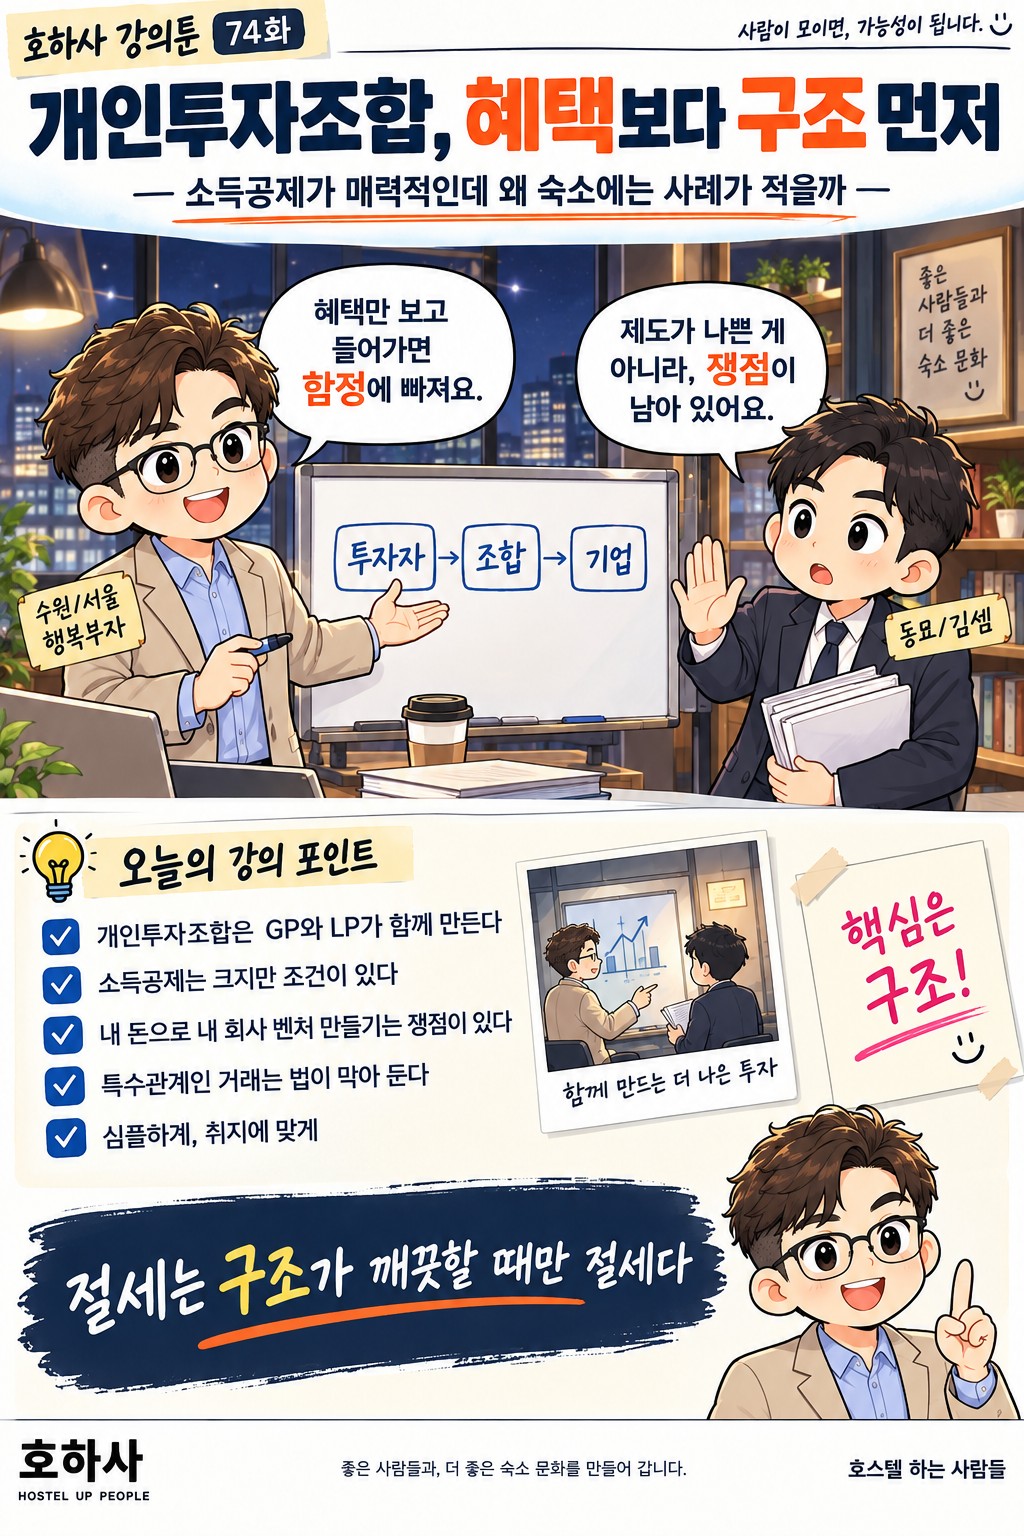 호하사 강의툰 74화
사람이 모이면, 가능성이 됩니다.
개인투자조합, 혜택보다 구조 먼저
— 소득공제가 매력적인데 왜 숙소에는 사례가 적을까 —
혜택만 보고
들어가면
함정에 빠져요.
제도가 나쁜 게
아니라, 쟁점이
남아 있어요.
좋은
사람들과
더 좋은
숙소 문화
투자자 → 조합 → 기업
수원/서울
행복부자
동묘/김셈
오늘의 강의 포인트
개인투자조합은 GP와 LP가 함께 만든다
소득공제는 크지만 조건이 있다
내 돈으로 내 회사 벤처 만들기는 쟁점이 있다
특수관계인 거래는 법이 막아 둔다
심플하계, 취지에 맞게
함께 만드는 더 나은 투자
핵심은
구조!
절세는 구조가 깨끗할 때만 절세다
호하사
HOSTEL UP PEOPLE
좋은 사람들과, 더 좋은 숙소 문화를 만들어 갑니다.
호스텔 하는 사람들